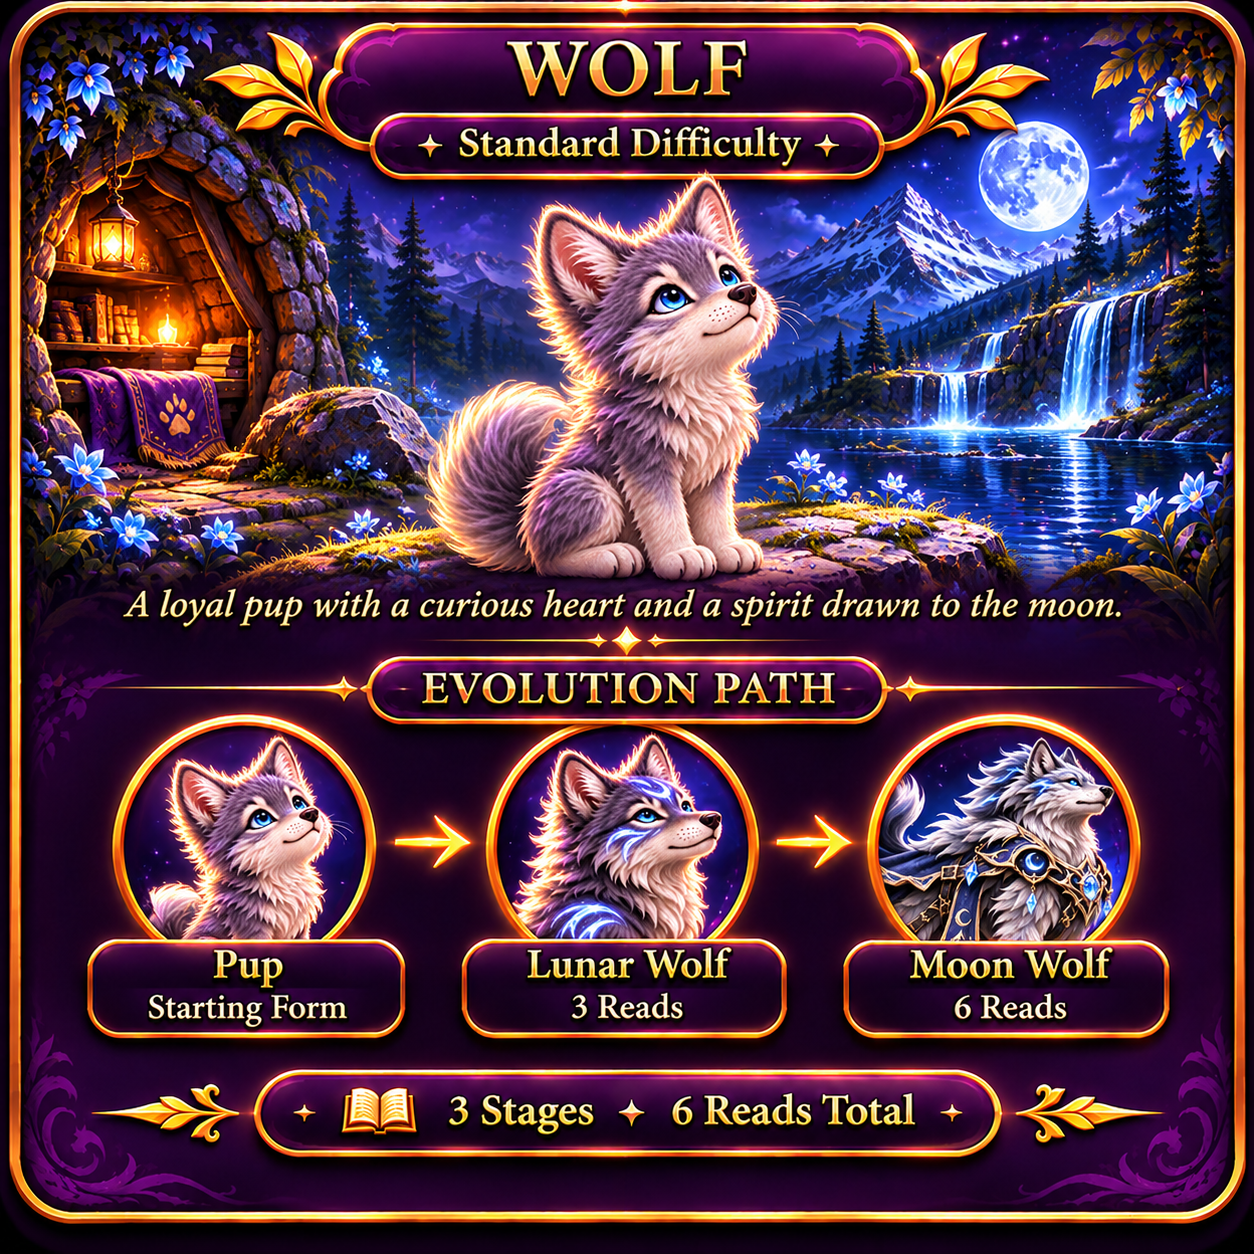 WOLF
Standard Difficulty
A loyal pup with a curious heart and a spirit drawn to the moon.
EVOLUTION PATH
Pup
Starting Form
Lunar Wolf
3 Reads
Moon Wolf
6 Reads
3 Stages ✦ 6 Reads Total